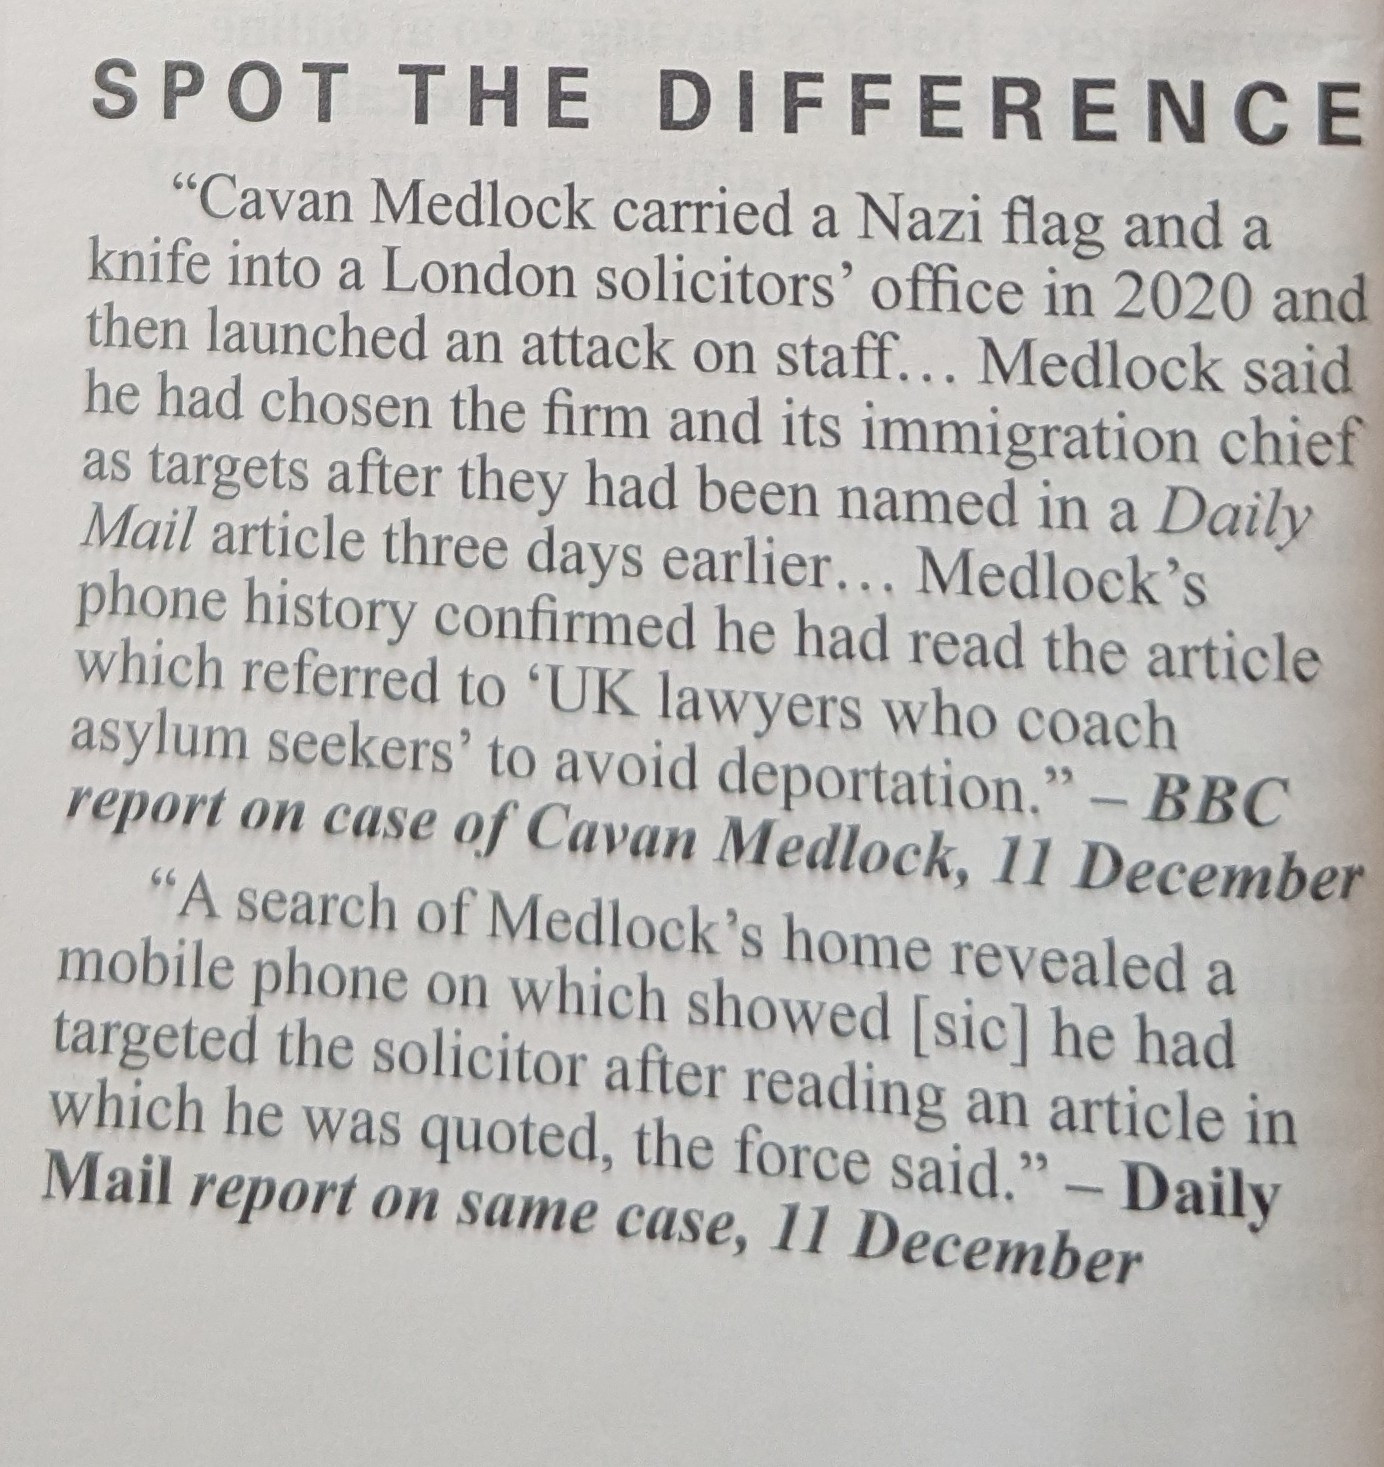 SPOT THE DIFFERENCE
“Cavan Medlock carried a Nazi flag and a
knife into a London solicitors’ office in 2020 and
then launched an attack on staff… Medlock said
he had chosen the firm and its immigration chief
as targets after they had been named in a Daily
Mail article three days earlier… Medlock’s
phone history confirmed he had read the article
which referred to ‘UK lawyers who coach
asylum seekers’ to avoid deportation.” – BBC
report on case of Cavan Medlock, 11 December
“A search of Medlock’s home revealed a
mobile phone on which showed [sic] he had
targeted the solicitor after reading an article in
which he was quoted, the force said.” – Daily
Mail report on same case, 11 December